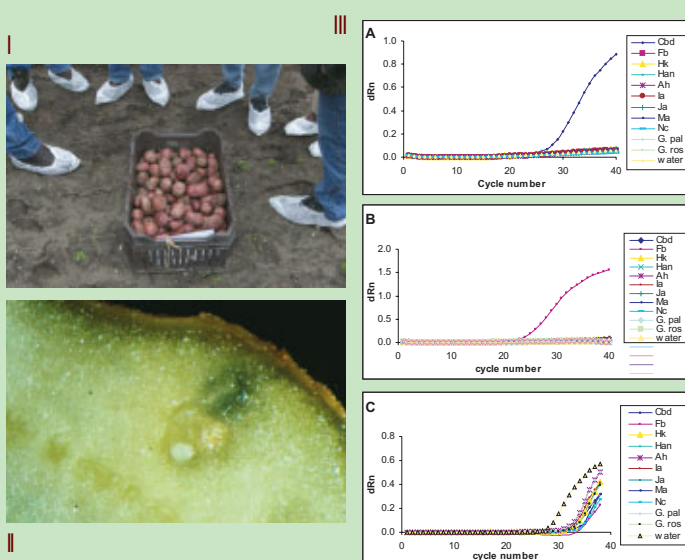 I
II
III
A
1.0
0.8
0.6
0.4
0.2
0.0
0
10
20
30
40
dRn
Cycle number
Cbd
Fb
Hk
Han
Ah
Ia
Ja
Ma
Nc
G. pal
G. ros
water
B
2.0
1.5
1.0
0.5
0.0
0
10
20
30
40
dRn
cycle number
Cbd
Fb
Hk
Han
Ah
Ia
Ja
Ma
Nc
G. pal
G. ros
water
C
0.8
0.6
0.4
0.2
0.0
0
10
20
30
40
dRn
cycle number
Cbd
Fb
Hk
Han
Ah
Ia
Ja
Ma
Nc
G. pal
G. ros
water